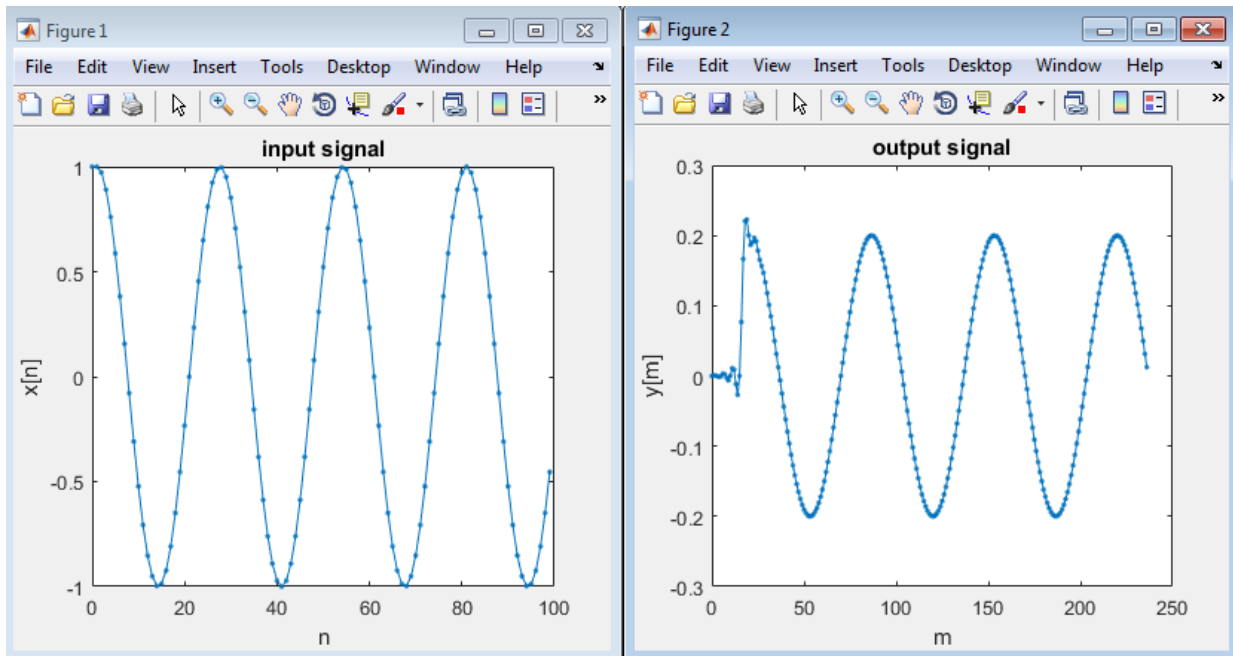 Figure 1
File Edit View Insert Tools Desktop Window Help
input signal
1
0.5
0
-0.5
-1
x[n]
0 20 40 60 80 100
n
Figure 2
File Edit View Insert Tools Desktop Window Help
output signal
0.3
0.2
0.1
0
-0.1
-0.2
-0.3
y[m]
0 50 100 150 200 250
m